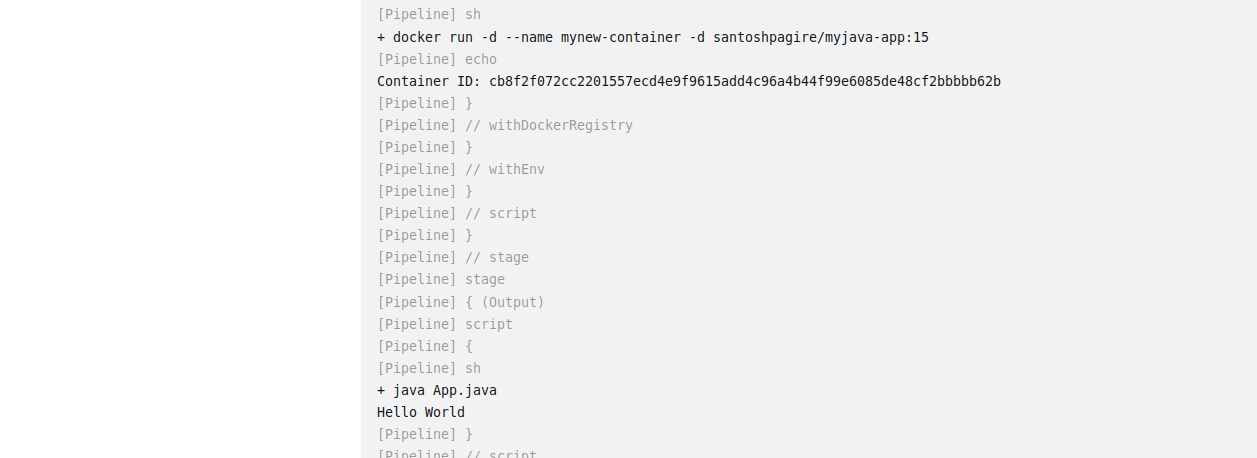 [Pipeline] sh
+ docker run -d --name mynew-container -d santoshpagire/myjava-app:15
[Pipeline] echo
Container ID: cb8f2f072cc2201557ecd4e9f9615add4c96a4b44f99e6085de48cf2bbbbb62b
[Pipeline] }
[Pipeline] // withDockerRegistry
[Pipeline] }
[Pipeline] // withEnv
[Pipeline] }
[Pipeline] // script
[Pipeline] }
[Pipeline] // stage
[Pipeline] stage
[Pipeline] { (Output)
[Pipeline] script
[Pipeline] {
[Pipeline] sh
+ java App.java
Hello World
[Pipeline] }
[Pipeline] // script